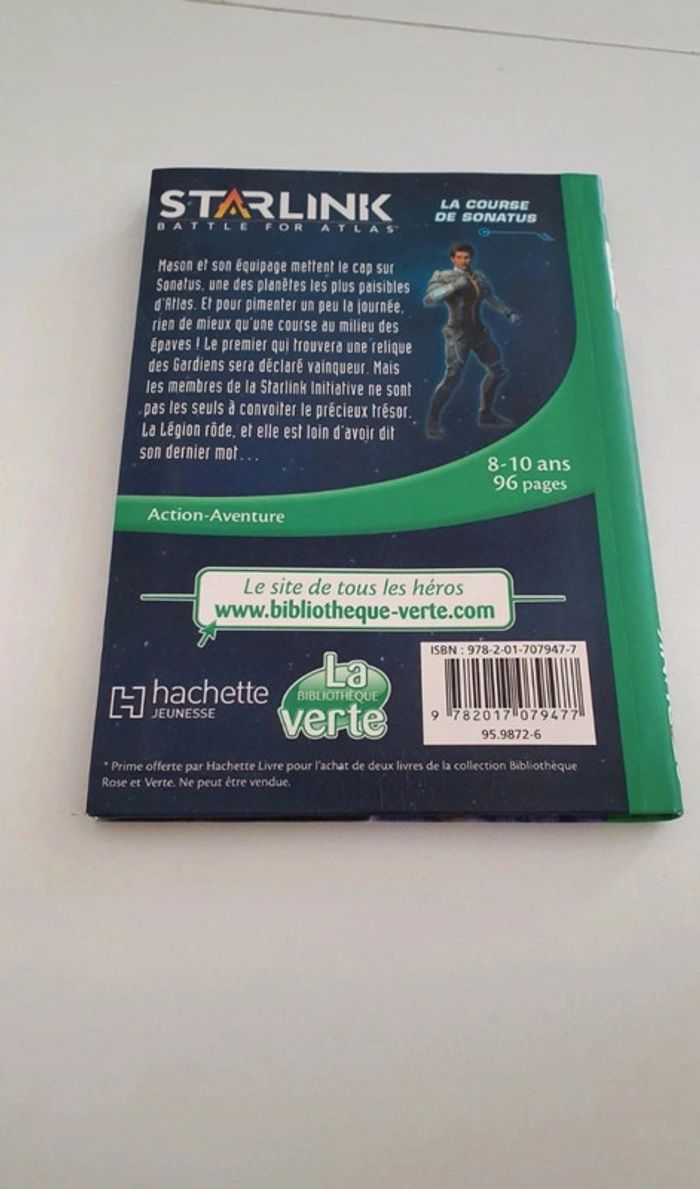 STARLINK
BATTLE FOR ATLAS
LA COURSE
DE SONATUS
Mason et son équipage mettent le cap sur
Sonatus, une des planètes les plus paisibles
d'Atlas. Et pour pimenter un peu la journée,
rien de mieux qu'une course au milieu des
épaves ! Le premier qui trouvera une relique
des Gardiens sera déclaré vainqueur. Mais
les membres de la Starlink Initiative ne sont
pas les seuls à convoiter le précieux trésor.
La Légion rôde, et elle est loin d'avoir dit
son dernier mot...
8-10 ans
96 pages
Action-Aventure
Le site de tous les héros
www.bibliotheque-verte.com
hachette
JEUNESSE
La
BIBLIOTHÈQUE
verte
ISBN : 978-2-01-707947-7
9 782017 079477
95.9872-6
* Prime offerte par Hachette Livre pour l'achat de deux livres de la collection Bibliothèque
Rose et Verte. Ne peut être vendue.